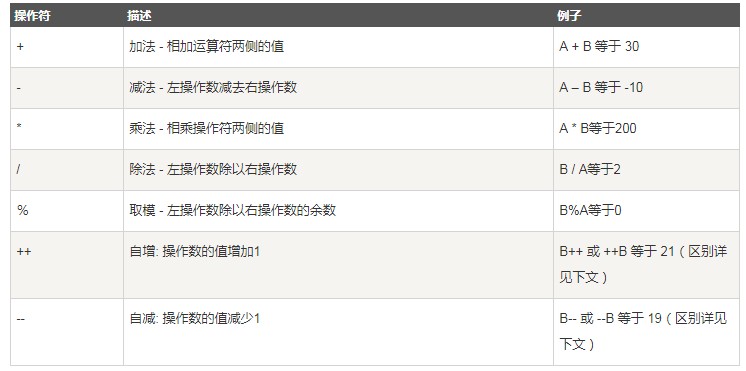 操作符 描述 例子
+ 加法 - 相加运算符两侧的值 A + B 等于 30
- 减法 - 左操作数减去右操作数 A – B 等于 -10
* 乘法 - 相乘操作符两侧的值 A * B等于200
/ 除法 - 左操作数除以右操作数 B / A等于2
% 取模 - 左操作数除以右操作数的余数 B%A等于0
++ 自增: 操作数的值增加1 B++ 或 ++B 等于 21（区别详
见下文）
-- 自减: 操作数的值减少1 B-- 或 --B 等于 19（区别详见
下文）